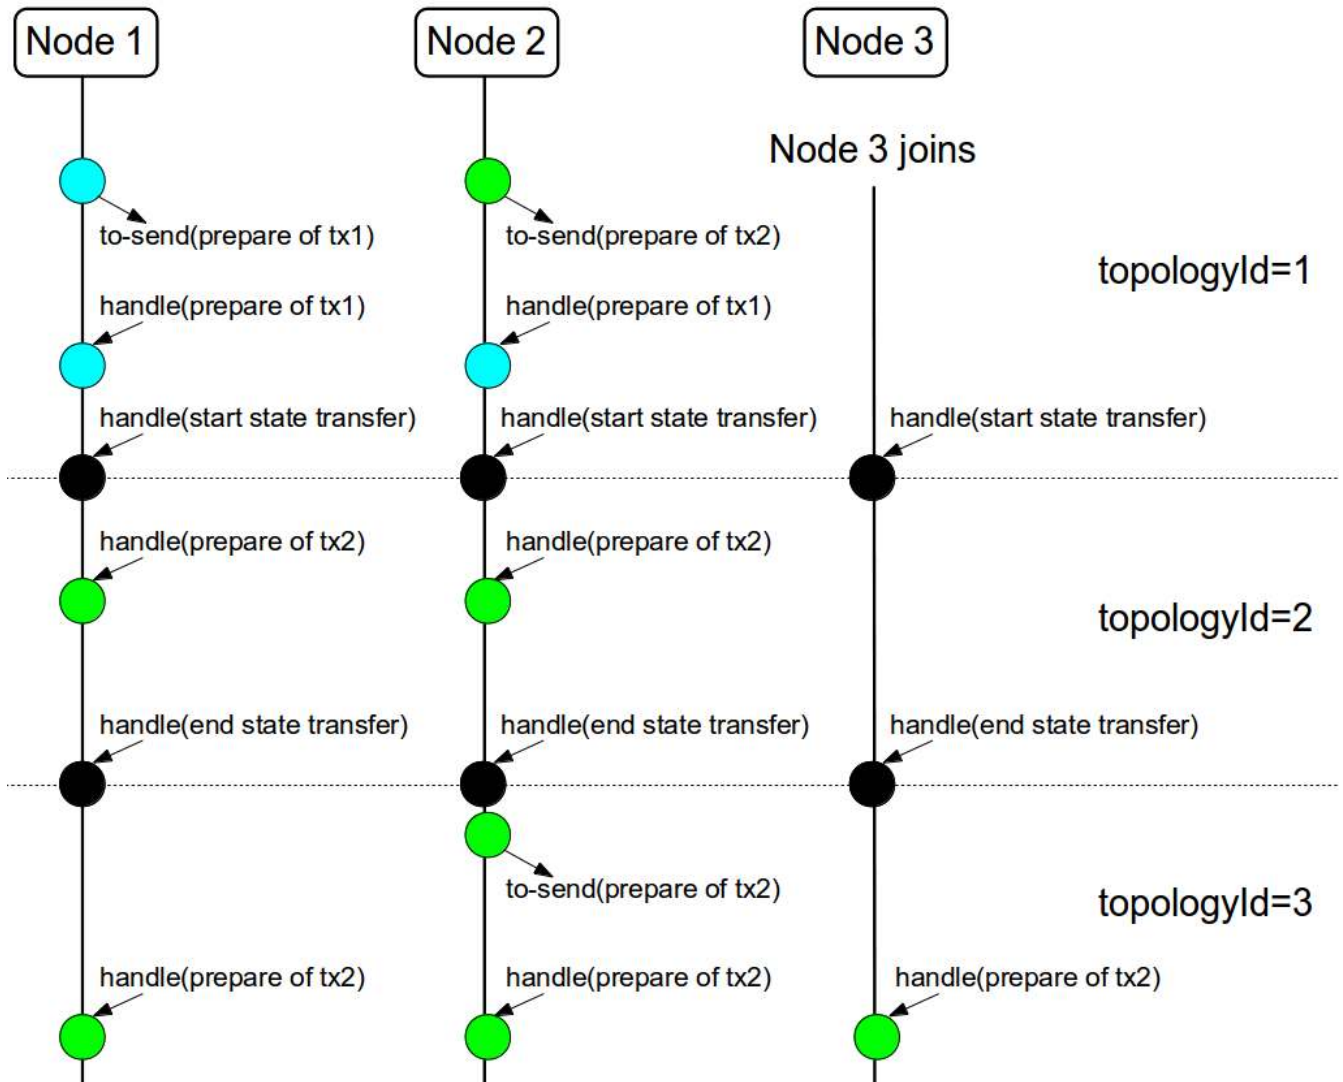 Node 1
Node 2
Node 3
Node 3 joins
to-send(prepare of tx1)
to-send(prepare of tx2)
topologyId=1
handle(prepare of tx1)
handle(prepare of tx1)
handle(start state transfer)
handle(start state transfer)
handle(start state transfer)
handle(prepare of tx2)
handle(prepare of tx2)
topologyId=2
handle(end state transfer)
handle(end state transfer)
handle(end state transfer)
to-send(prepare of tx2)
topologyId=3
handle(prepare of tx2)
handle(prepare of tx2)
handle(prepare of tx2)